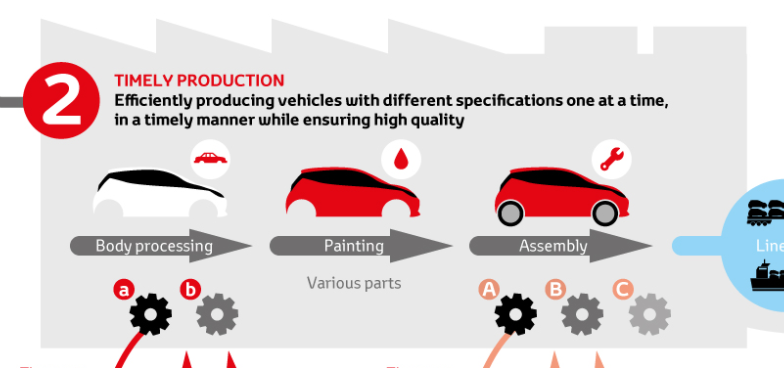 2
TIMELY PRODUCTION
Efficiently producing vehicles with different specifications one at a time,
in a timely manner while ensuring high quality
Body processing
Painting
Assembly
Line
Various parts
a b
A B C